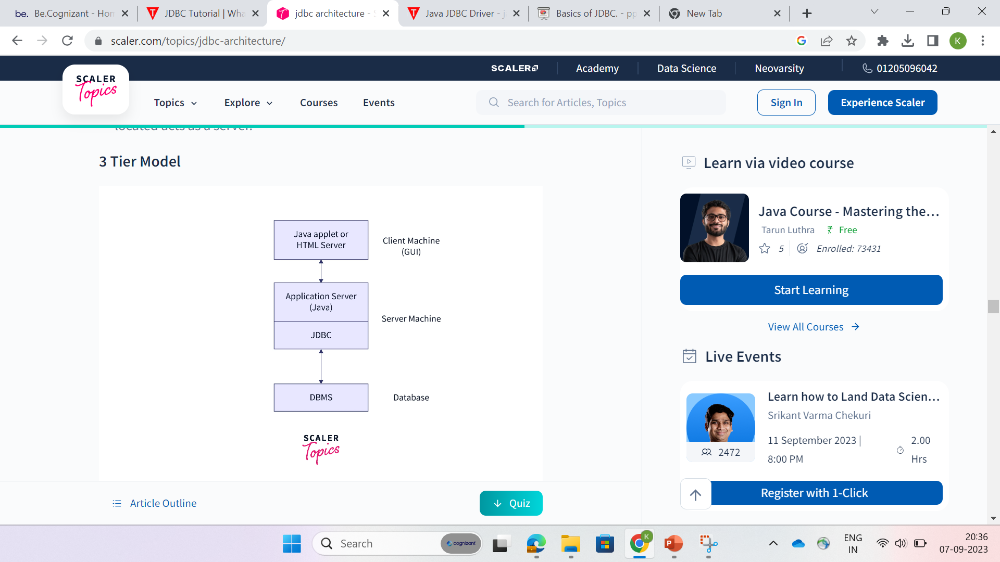 be. Be.Cognizant - Hon
JDBC Tutorial | Wha
jdbc architecture - S
Java JDBC Driver - j
Basics of JDBC. - pp
New Tab
scaler.com/topics/jdbc-architecture/
K
SCALER
Academy
Data Science
Neovarsity
01205096042
SCALER
Topics
Topics
Explore
Courses
Events
Search for Articles, Topics
Sign In
Experience Scaler
located acts as a server.
3 Tier Model
Java applet or
HTML Server
Client Machine
(GUI)
Application Server
(Java)
Server Machine
JDBC
DBMS
Database
SCALER
Topics
Article Outline
Quiz
Learn via video course
Java Course - Mastering the...
Tarun Luthra
Free
5
Enrolled: 73431
Start Learning
View All Courses
Live Events
Learn how to Land Data Scien...
Srikant Varma Chekuri
11 September 2023 |
8:00 PM
2.00
Hrs
2472
Register with 1-Click
Search
cognizant
K
P
ENG
IN
20:36
07-09-2023